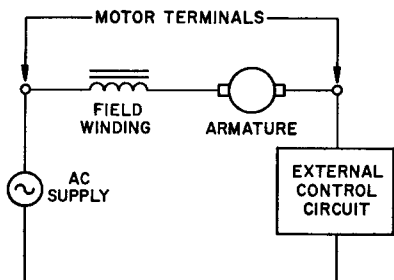 MOTOR TERMINALS
FIELD
WINDING
ARMATURE
AC
SUPPLY
EXTERNAL
CONTROL
CIRCUIT